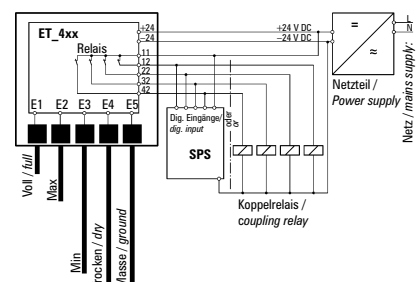 ET_4xx
Relais
+24
−24
11
12
22
32
42
+24 V DC
−24 V DC
=
≈
L
N
Netzteil /
Power supply
Netz / mains supply:
E1 E2 E3 E4 E5
Dig. Eingänge/
dig. input
SPS
oder
or
Koppelrelais /
coupling relay
Voll / full
Max
Min
rocken / dry
Masse / ground